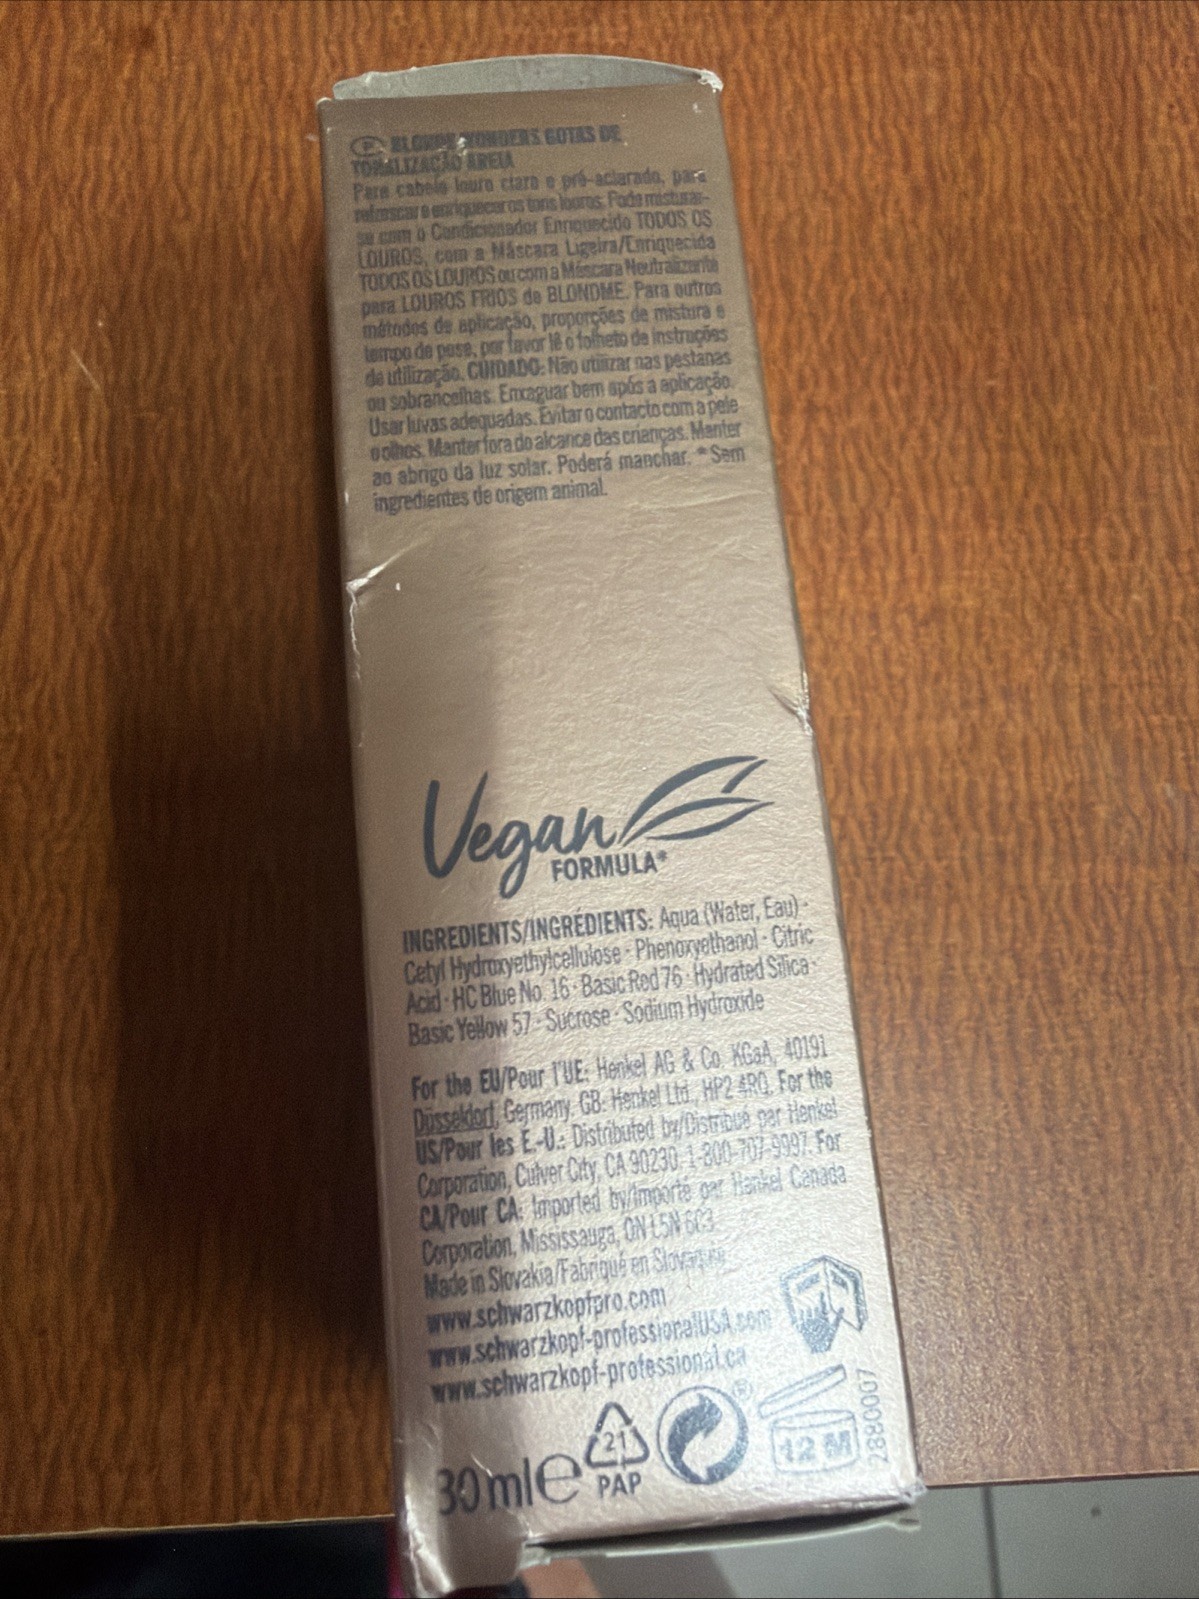 P BLONDE WONDERS GOTAS DE
TONALIZAÇÃO AREIA
Para cabelo louro claro e pré-aclarado, para
refrescar e enriquecer os tons louros. Pode misturar-
se com o Condicionador Enriquecido TODOS OS
LOUROS, com a Máscara Ligeira/Enriquecida
TODOS OS LOUROS ou com a Máscara Neutralizante
para LOUROS FRIOS de BLONDME. Para outros
métodos de aplicação, proporções de mistura e
tempo de pose, por favor lê o folheto de instruções
de utilização. CUIDADO: Não utilizar nas pestanas
ou sobrancelhas. Enxaguar bem após a aplicação.
Usar luvas adequadas. Evitar o contacto com a pele
e olhos. Manter fora do alcance das crianças. Manter
ao abrigo da luz solar. Poderá manchar. *Sem
ingredientes de origem animal.
Vegan
FORMULA*
INGREDIENTS/INGRÉDIENTS: Aqua (Water, Eau) ·
Cetyl Hydroxyethylcellulose · Phenoxyethanol · Citric
Acid · HC Blue No. 16 · Basic Red 76 · Hydrated Silica ·
Basic Yellow 57 · Sucrose · Sodium Hydroxide
For the EU/Pour l'UE: Henkel AG & Co. KGaA, 40191
Düsseldorf, Germany. GB: Henkel Ltd., HP2 4RQ. For the
US/Pour les E.-U.: Distributed by/Distribué par Henkel
Corporation, Culver City, CA 90230. 1-800-707-9997. For
CA/Pour CA: Imported by/Importé par Henkel Canada
Corporation, Mississauga, ON L5N 6C3.
Made in Slovakia/Fabriqué en Slovaquie
www.schwarzkopfpro.com
www.schwarzkopf-professionalUSA.com
www.schwarzkopf-professional.ca
30 ml e
21
PAP
®
12 M
2880007